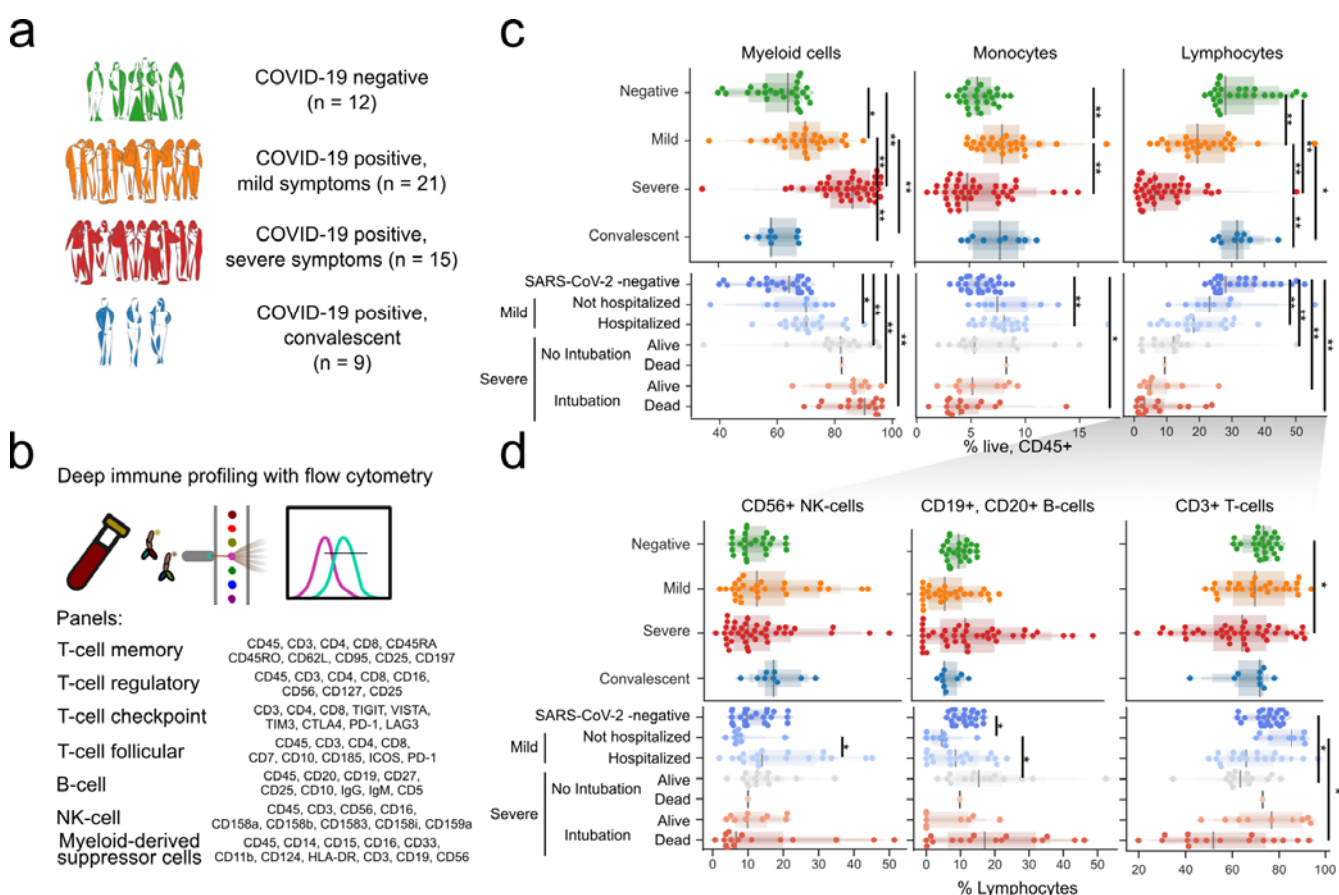 a
COVID-19 negative
(n = 12)
COVID-19 positive,
mild symptoms (n = 21)
COVID-19 positive,
severe symptoms (n = 15)
COVID-19 positive,
convalescent
(n = 9)
b
Deep immune profiling with flow cytometry
Panels:
T-cell memory
CD45, CD3, CD4, CD8, CD45RA
CD45RO, CD62L, CD95, CD25, CD197
T-cell regulatory
CD45, CD3, CD4, CD8, CD16,
CD56, CD127, CD25
T-cell checkpoint
CD3, CD4, CD8, TIGIT, VISTA,
TIM3, CTLA4, PD-1, LAG3
T-cell follicular
CD45, CD3, CD4, CD8,
CD7, CD10, CD185, ICOS, PD-1
B-cell
CD45, CD20, CD19, CD27,
CD25, CD10, IgG, IgM, CD5
NK-cell
CD45, CD3, CD56, CD16,
CD158a, CD158b, CD1583, CD158i, CD159a
Myeloid-derived
suppressor cells
CD45, CD14, CD15, CD16, CD33,
CD11b, CD124, HLA-DR, CD3, CD19, CD56
c
Myeloid cells Monocytes Lymphocytes
Negative
Mild
Severe
Convalescent
SARS-CoV-2 -negative
Mild
Not hospitalized
Hospitalized
Severe
No Intubation
Alive
Dead
Intubation
Alive
Dead
40 60 80 100 0 5 10 15 0 10 20 30 40 50
% live, CD45+
* ** ** ** ** **
** **
** ** ** ** ** *
* ** ** **
** *
** ** ** ** **
d
CD56+ NK-cells CD19+, CD20+ B-cells CD3+ T-cells
Negative
Mild
Severe
Convalescent
SARS-CoV-2 -negative
Mild
Not hospitalized
Hospitalized
Severe
No Intubation
Alive
Dead
Intubation
Alive
Dead
0 10 20 30 40 50 0 10 20 30 40 50 20 40 60 80 100
% Lymphocytes
*
*
* *
* *